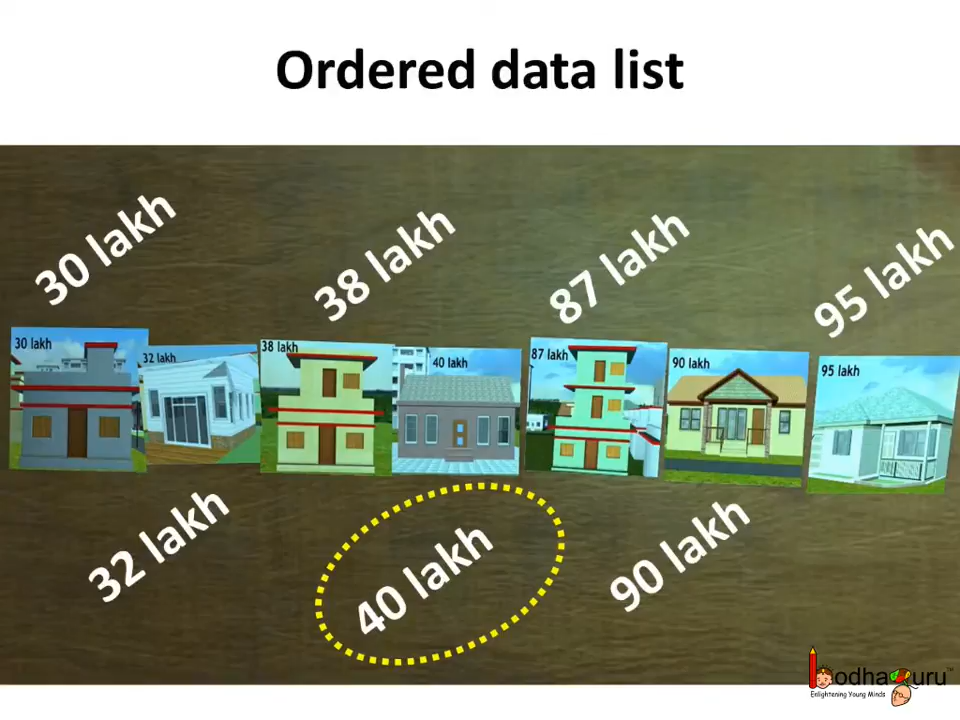 Ordered data list
30 lakh
38 lakh
87 lakh
95 lakh
30 lakh
32 lakh
38 lakh
40 lakh
87 lakh
90 lakh
95 lakh
32 lakh
40 lakh
90 lakh
bodhaguru™
Enlightening Young Minds